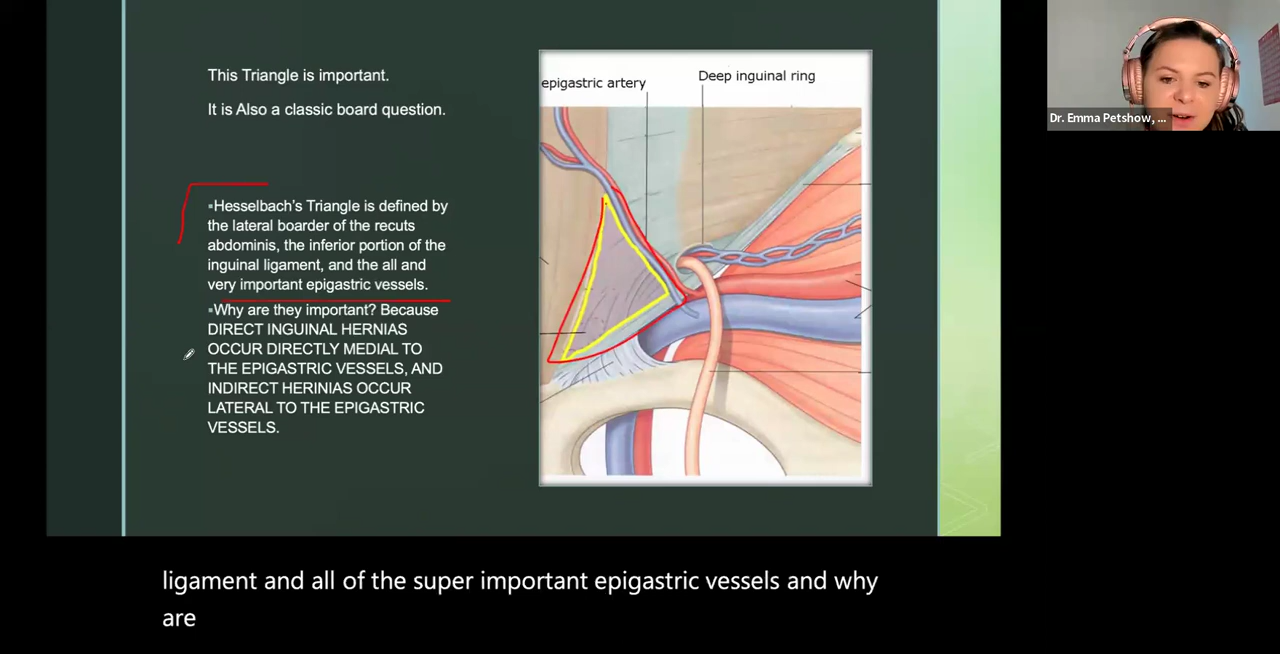 This Triangle is important.
It is Also a classic board question.
▪Hesselbach's Triangle is defined by
the lateral boarder of the recuts
abdominis, the inferior portion of the
inguinal ligament, and the all and
very important epigastric vessels.
▪Why are they important? Because
DIRECT INGUINAL HERNIAS
OCCUR DIRECTLY MEDIAL TO
THE EPIGASTRIC VESSELS, AND
INDIRECT HERINIAS OCCUR
LATERAL TO THE EPIGASTRIC
VESSELS.
epigastric artery
Deep inguinal ring
Dr. Emma Petshow, ...
ligament and all of the super important epigastric vessels and why
are